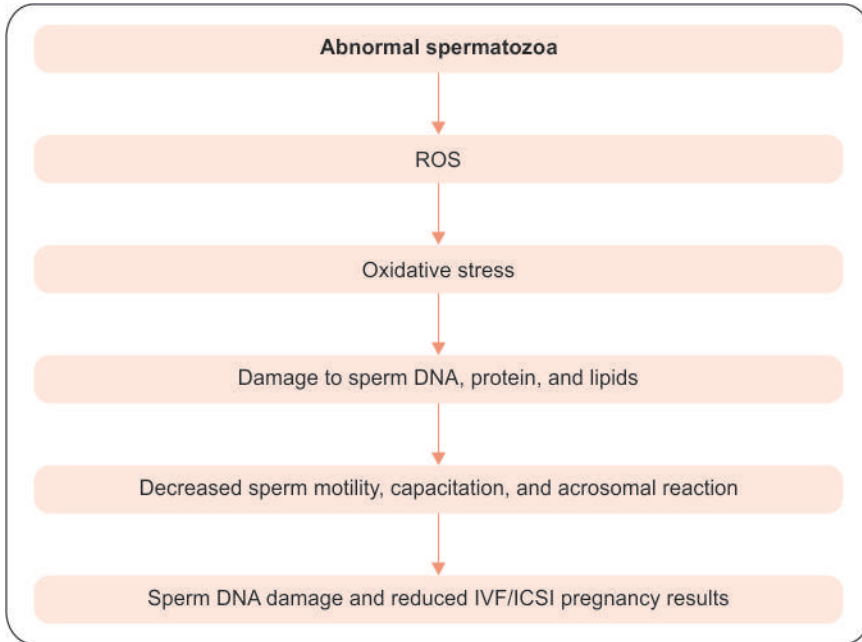 Abnormal spermatozoa
ROS
Oxidative stress
Damage to sperm DNA, protein, and lipids
Decreased sperm motility, capacitation, and acrosomal reaction
Sperm DNA damage and reduced IVF/ICSI pregnancy results